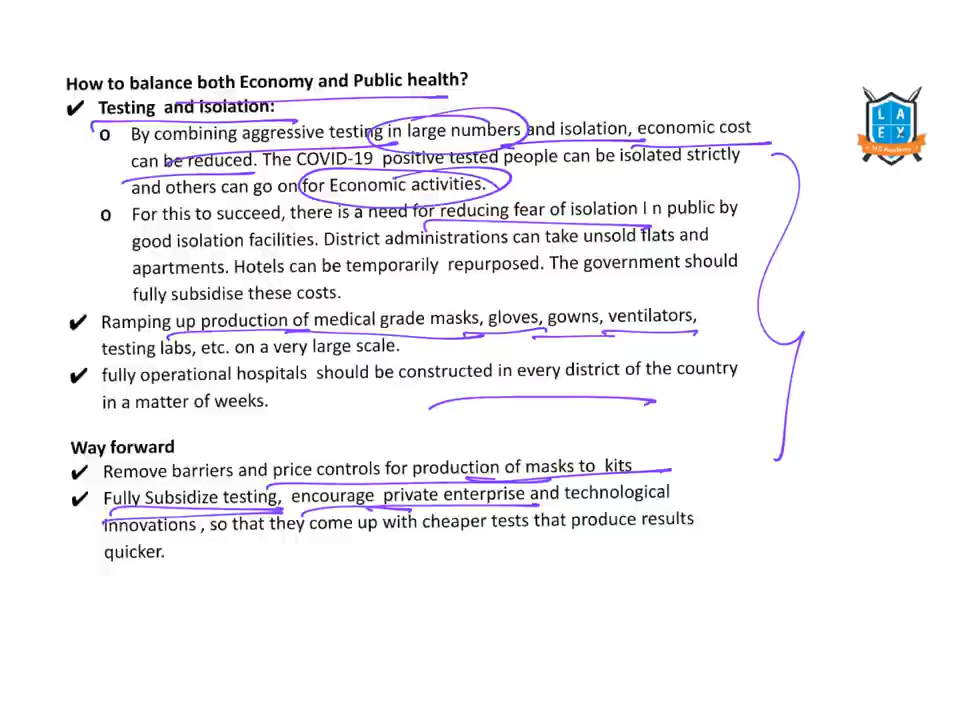 How to balance both Economy and Public health?
✔ Testing and isolation:
o By combining aggressive testing in large numbers and isolation, economic cost
can be reduced. The COVID-19 positive tested people can be isolated strictly
and others can go on for Economic activities.
o For this to succeed, there is a need for reducing fear of isolation I n public by
good isolation facilities. District administrations can take unsold flats and
apartments. Hotels can be temporarily repurposed. The government should
fully subsidise these costs.
✔ Ramping up production of medical grade masks, gloves, gowns, ventilators,
testing labs, etc. on a very large scale.
✔ fully operational hospitals should be constructed in every district of the country
in a matter of weeks.
Way forward
✔ Remove barriers and price controls for production of masks to kits
✔ Fully Subsidize testing, encourage private enterprise and technological
innovations , so that they come up with cheaper tests that produce results
quicker.
L A
E X